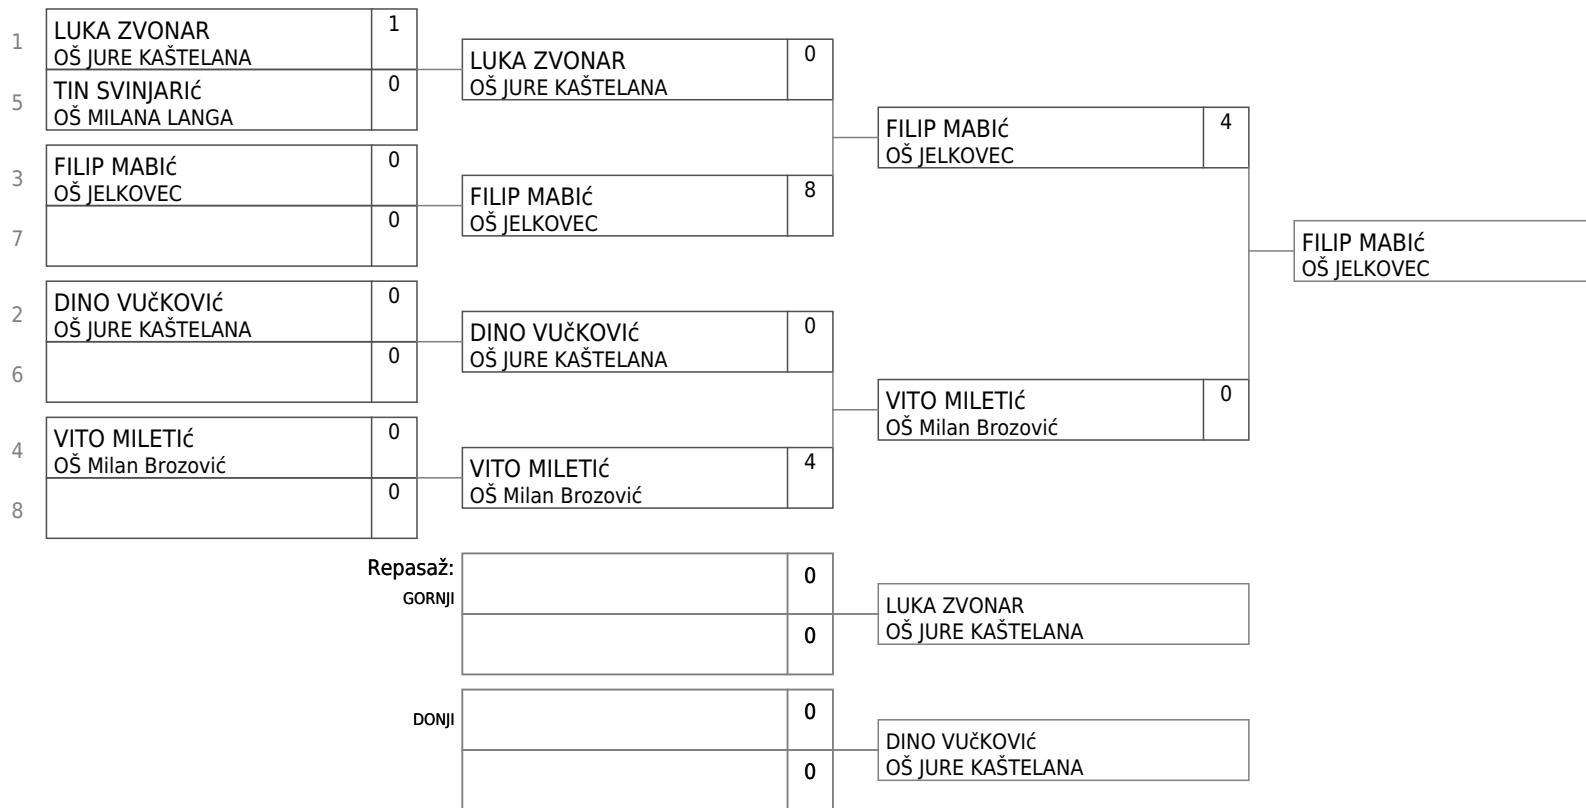 1
LUKA ZVONAR
OŠ JURE KAŠTELANA
1
5
TIN SVINJARIć
OŠ MILANA LANGA
0
3
FILIP MABIć
OŠ JELKOVEC
0
7
0
2
DINO VUčKOVIć
OŠ JURE KAŠTELANA
0
6
0
4
VITO MILETIć
OŠ Milan Brozović
0
8
0
LUKA ZVONAR
OŠ JURE KAŠTELANA
0
FILIP MABIć
OŠ JELKOVEC
8
DINO VUčKOVIć
OŠ JURE KAŠTELANA
0
VITO MILETIć
OŠ Milan Brozović
4
FILIP MABIć
OŠ JELKOVEC
4
VITO MILETIć
OŠ Milan Brozović
0
FILIP MABIć
OŠ JELKOVEC
Repasaž:
GORNJI
0
0
LUKA ZVONAR
OŠ JURE KAŠTELANA
DONJI
0
0
DINO VUčKOVIć
OŠ JURE KAŠTELANA